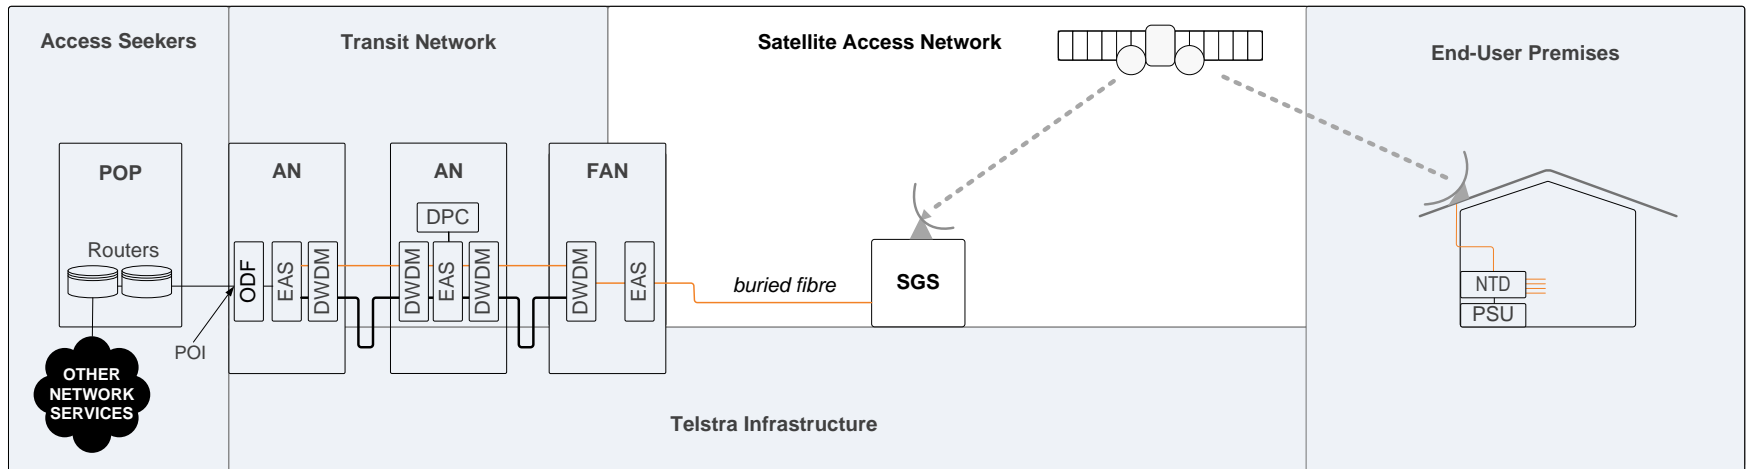 Access Seekers
Transit Network
Satellite Access Network
End-User Premises
POP
AN
AN
FAN
DPC
Routers
ODF
EAS
DWDM
DWDM
EAS
DWDM
DWDM
EAS
buried fibre
SGS
NTD
PSU
POI
OTHER
NETWORK
SERVICES
Telstra Infrastructure